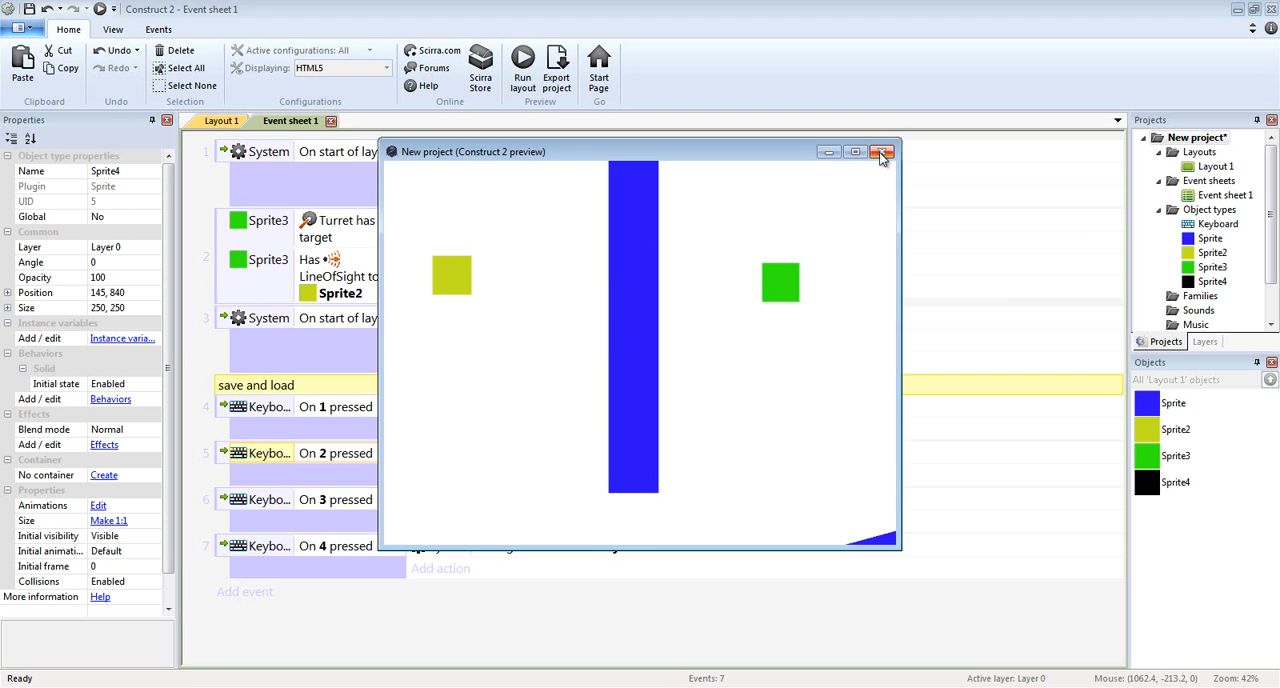 Construct 2 - Event sheet 1
Home
View
Events
Paste
Cut
Copy
Clipboard
Undo
Redo
Undo
Delete
Select All
Select None
Selection
Active configurations: All
Displaying: HTML5
Configurations
Scirra.com
Forums
Help
Scirra Store
Online
Run layout
Export project
Preview
Start Page
Go
Properties
Object type properties
Name Sprite4
Plugin Sprite
UID 5
Global No
Common
Layer Layer 0
Angle 0
Opacity 100
Position 145, 840
Size 250, 250
Instance variables
Add / edit Instance varia...
Behaviors
Solid
Initial state Enabled
Add / edit Behaviors
Effects
Blend mode Normal
Add / edit Effects
Container
No container Create
Properties
Animations Edit
Size Make 1:1
Initial visibility Visible
Initial animati... Default
Initial frame 0
Collisions Enabled
More information Help
Layout 1
Event sheet 1
1 System On start of lay
2 Sprite3 Turret has target
Sprite3 Has LineOfSight to Sprite2
3 System On start of lay
save and load
4 Keybo... On 1 pressed
5 Keybo... On 2 pressed
6 Keybo... On 3 pressed
7 Keybo... On 4 pressed
Add action
Add event
New project (Construct 2 preview)
Projects
New project*
Layouts
Layout 1
Event sheets
Event sheet 1
Object types
Keyboard
Sprite
Sprite2
Sprite3
Sprite4
Families
Sounds
Music
Projects Layers
Objects
All 'Layout 1' objects
Sprite
Sprite2
Sprite3
Sprite4
Ready
Events: 7
Active layer: Layer 0
Mouse: (1062.4, -213.2, 0)
Zoom: 42%